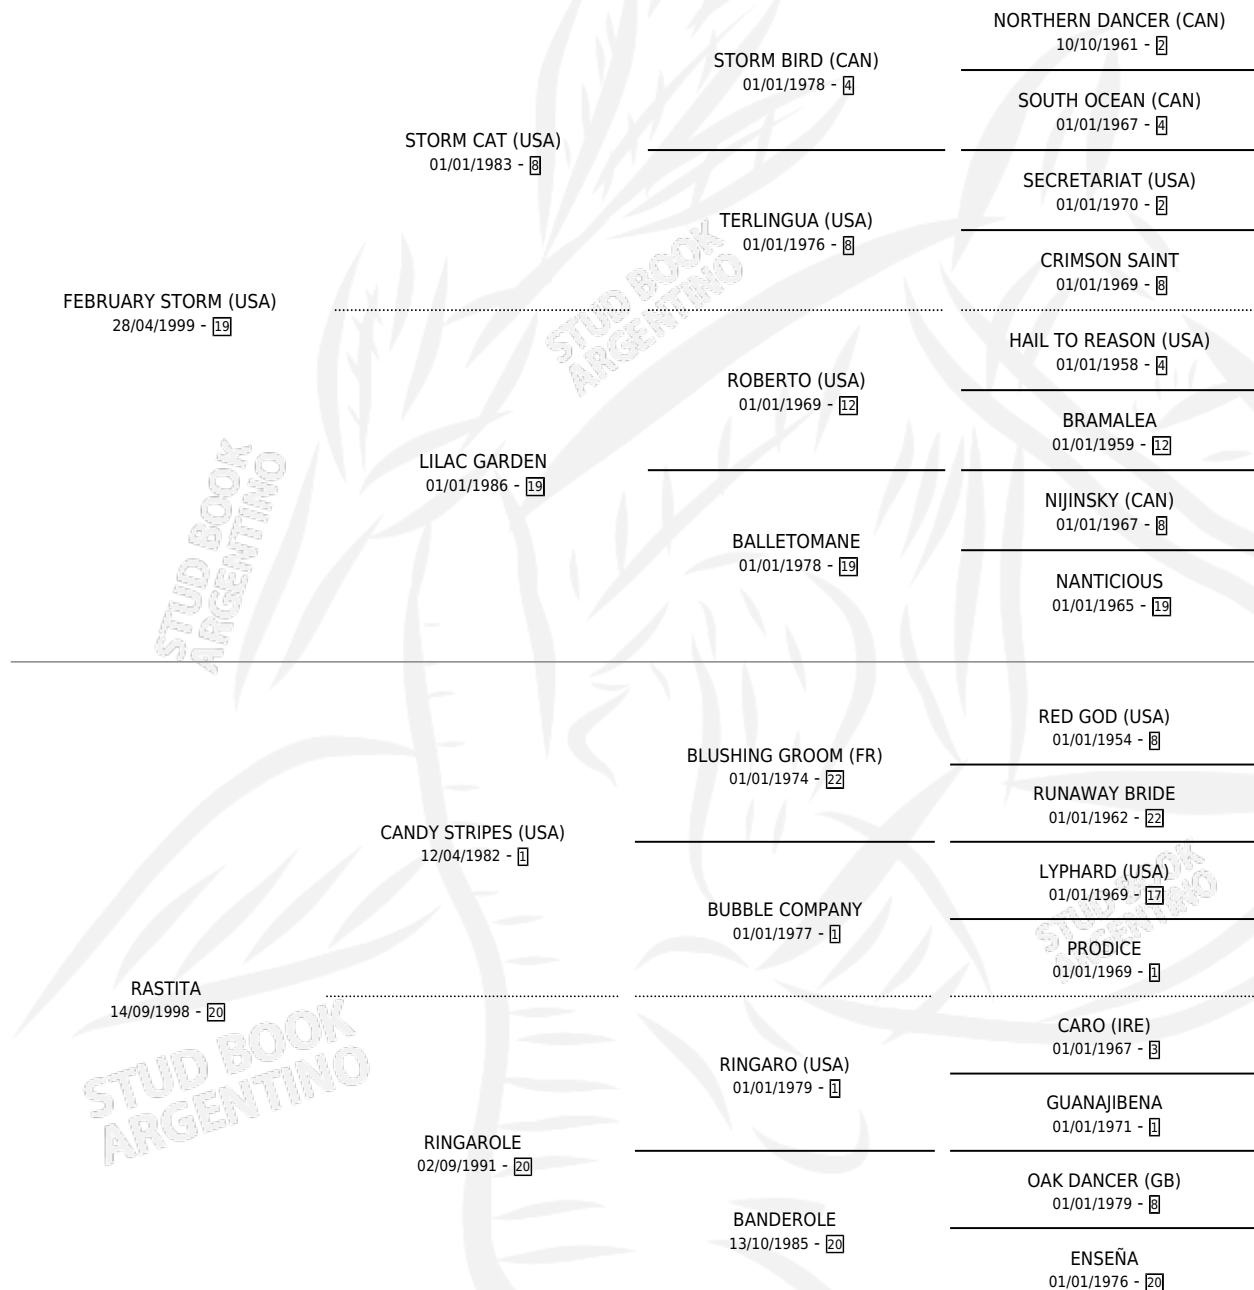 NORTHERN DANCER (CAN)
10/10/1961 - 2
STORM BIRD (CAN)
01/01/1978 - 4
SOUTH OCEAN (CAN)
01/01/1967 - 4
STORM CAT (USA)
01/01/1983 - 8
SECRETARIAT (USA)
01/01/1970 - 2
TERLINGUA (USA)
01/01/1976 - 8
CRIMSON SAINT
01/01/1969 - 8
FEBRUARY STORM (USA)
28/04/1999 - 19
STUD BOOK
ARGENTINO
HAIL TO REASON (USA)
01/01/1958 - 4
ROBERTO (USA)
01/01/1969 - 12
BRAMALEA
01/01/1959 - 12
LILAC GARDEN
01/01/1986 - 19
NIJINSKY (CAN)
01/01/1967 - 8
BALLETOMANE
01/01/1978 - 19
NANTICIOUS
01/01/1965 - 19
STUD BOOK
ARGENTINO
RED GOD (USA)
01/01/1954 - 8
BLUSHING GROOM (FR)
01/01/1974 - 22
RUNAWAY BRIDE
01/01/1962 - 22
CANDY STRIPES (USA)
12/04/1982 - 1
LYPHARD (USA)
01/01/1969 - 17
BUBBLE COMPANY
01/01/1977 - 1
STUD BOOK
ARGENTINO
PRODICE
01/01/1969 - 1
RASTITA
14/09/1998 - 20
STUD BOOK
ARGENTINO
CARO (IRE)
01/01/1967 - 3
RINGARO (USA)
01/01/1979 - 1
GUANAJIBENA
01/01/1971 - 1
RINGAROLE
02/09/1991 - 20
OAK DANCER (GB)
01/01/1979 - 8
BANDEROLE
13/10/1985 - 20
ENSEÑA
01/01/1976 - 20